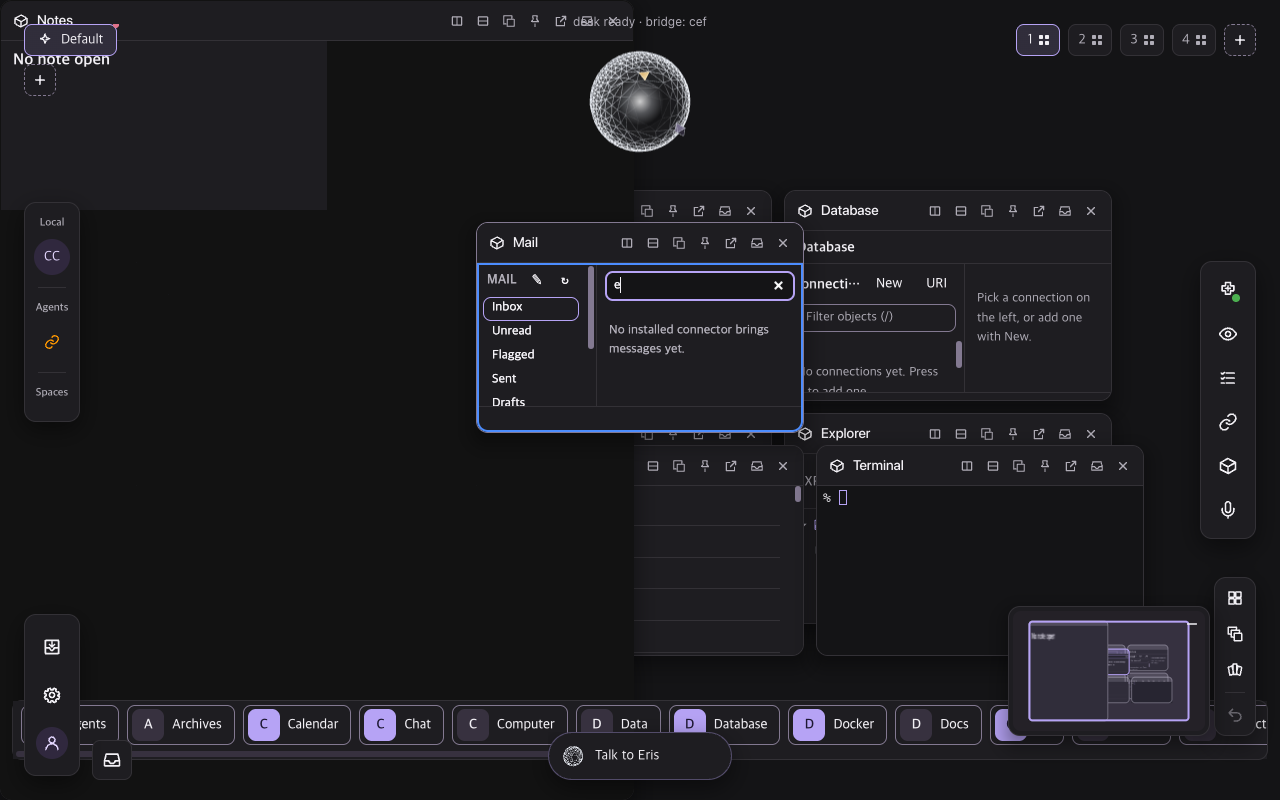 Notes
desk ready · bridge: cef
Default
No note open
1
2
3
4
Local
CC
Agents
Spaces
Database
Database
New
URI
Filter objects (/)
Pick a connection
on the left, or add one
with New.
Mail
MAIL
e
Inbox
Unread
Flagged
Sent
Drafts
No installed connector brings
messages yet.
Explorer
Terminal
%
A Archives
C Calendar
C Chat
C Computer
D Data
D Database
D Docker
D Docs
Talk to Eris